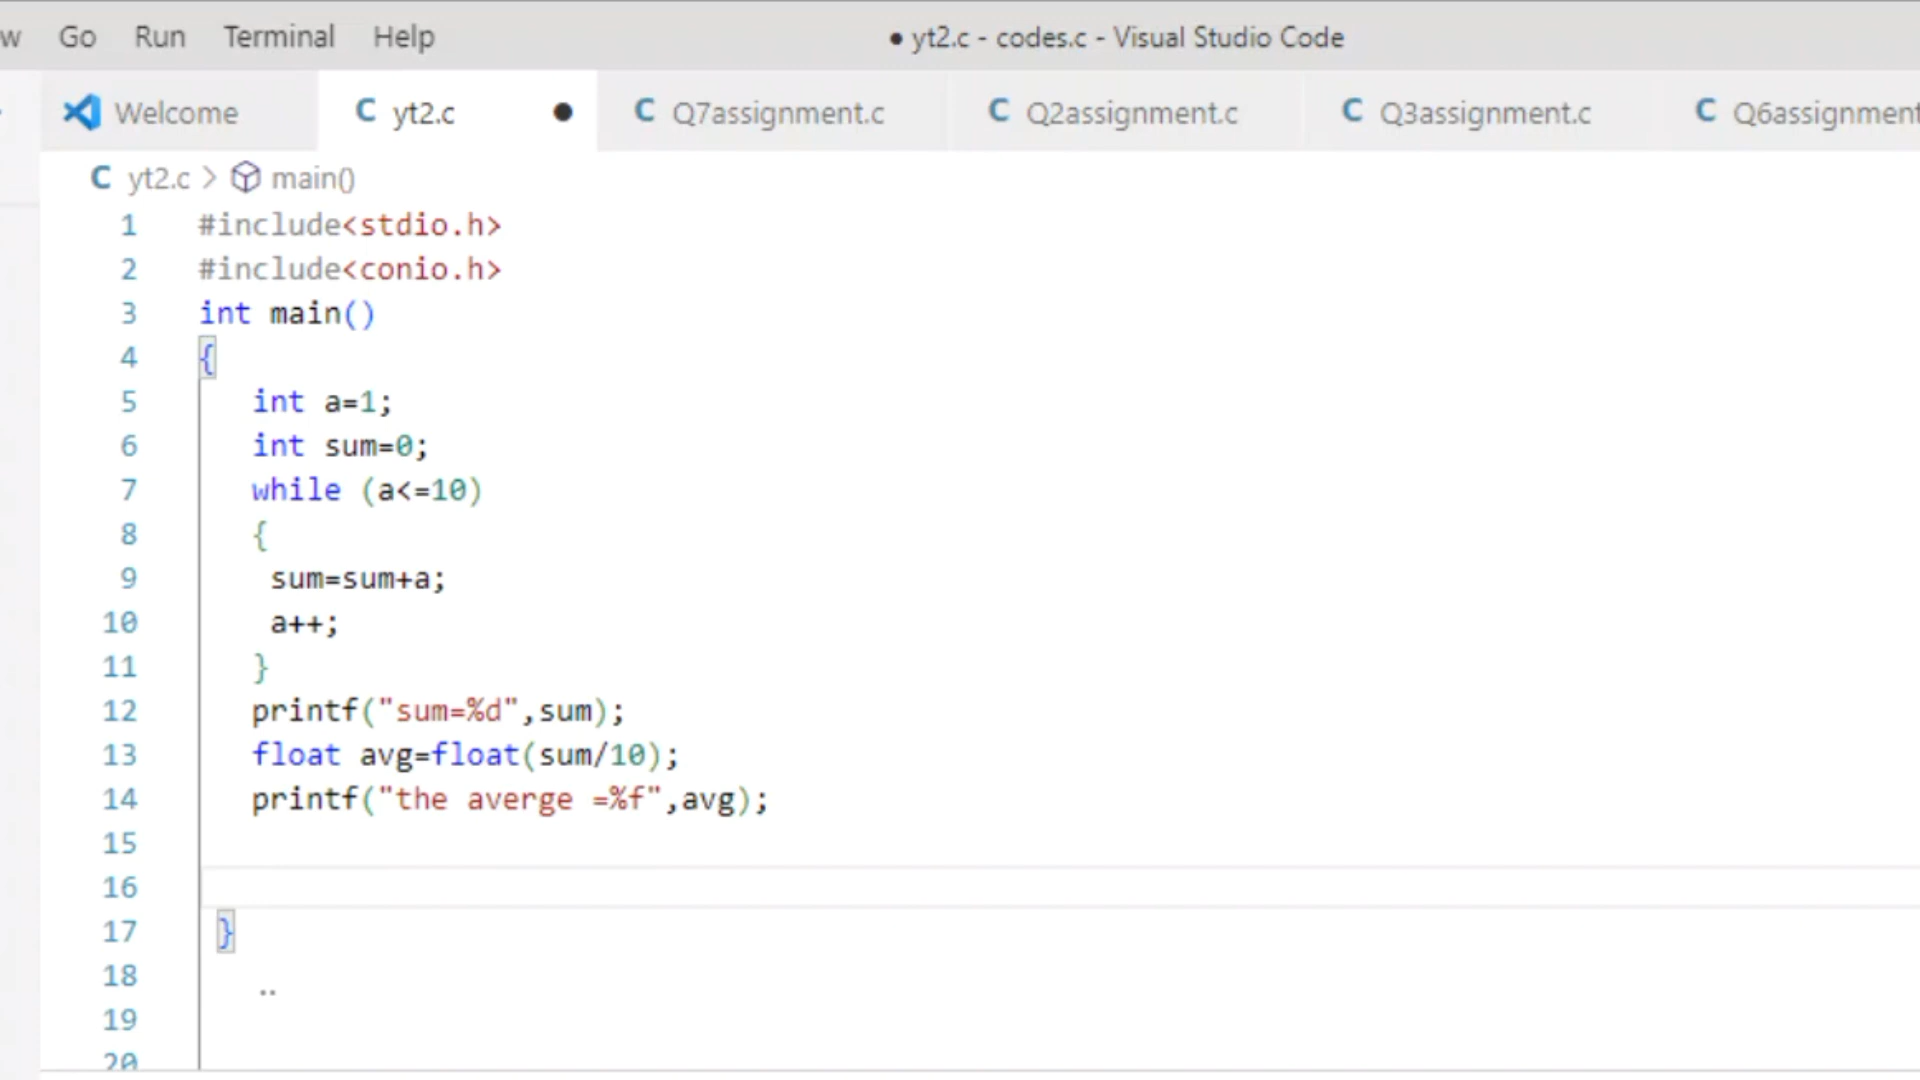 w Go Run Terminal Help ● yt2.c - codes.c - Visual Studio Code
Welcome C yt2.c ● C Q7assignment.c C Q2assignment.c C Q3assignment.c C Q6assignment
C yt2.c > main()
1 #include<stdio.h>
2 #include<conio.h>
3 int main()
4 {
5 int a=1;
6 int sum=0;
7 while (a<=10)
8 {
9 sum=sum+a;
10 a++;
11 }
12 printf("sum=%d",sum);
13 float avg=float(sum/10);
14 printf("the averge =%f",avg);
15
16
17 }
18 ..
19
20